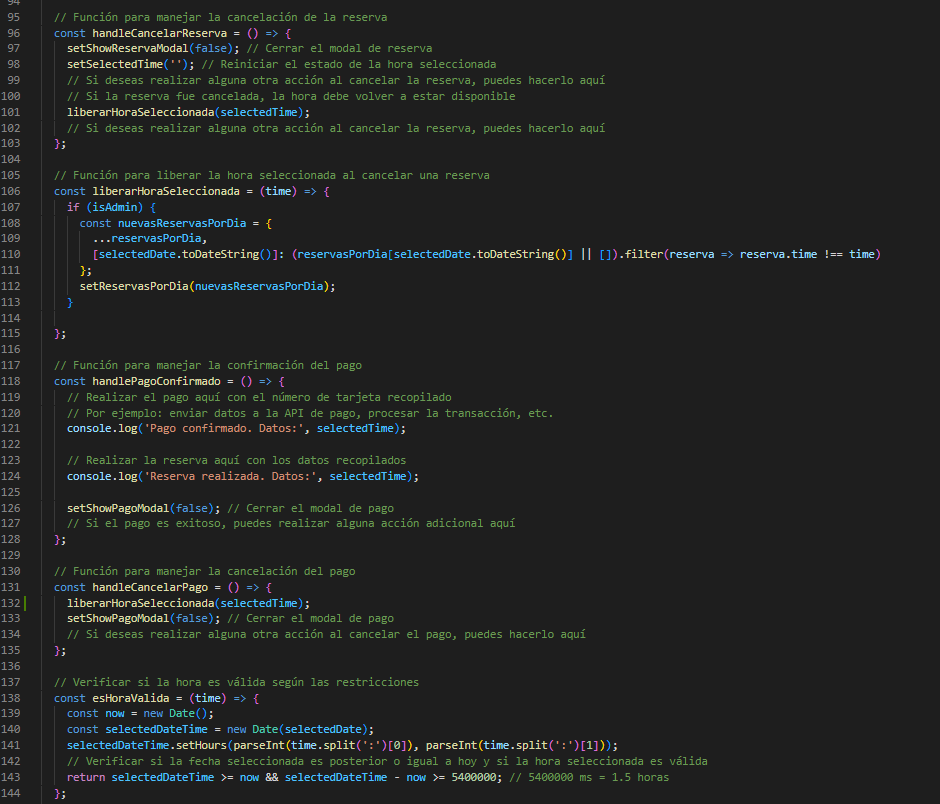 94
95 // Función para manejar la cancelación de la reserva
96 const handleCancelarReserva = () => {
97 setShowReservaModal(false); // Cerrar el modal de reserva
98 setSelectedTime(''); // Reiniciar el estado de la hora seleccionada
99 // Si deseas realizar alguna otra acción al cancelar la reserva, puedes hacerlo aquí
100 // Si la reserva fue cancelada, la hora debe volver a estar disponible
101 liberarHoraSeleccionada(selectedTime);
102 // Si deseas realizar alguna otra acción al cancelar la reserva, puedes hacerlo aquí
103 };
104
105 // Función para liberar la hora seleccionada al cancelar una reserva
106 const liberarHoraSeleccionada = (time) => {
107 if (isAdmin) {
108 const nuevasReservasPorDia = {
109 ...reservasPorDia,
110 [selectedDate.toDateString()]: (reservasPorDia[selectedDate.toDateString()] || []).filter(reserva => reserva.time !== time)
111 };
112 setReservasPorDia(nuevasReservasPorDia);
113 }
114
115 };
116
117 // Función para manejar la confirmación del pago
118 const handlePagoConfirmado = () => {
119 // Realizar el pago aquí con el número de tarjeta recopilado
120 // Por ejemplo: enviar datos a la API de pago, procesar la transacción, etc.
121 console.log('Pago confirmado. Datos:', selectedTime);
122
123 // Realizar la reserva aquí con los datos recopilados
124 console.log('Reserva realizada. Datos:', selectedTime);
125
126 setShowPagoModal(false); // Cerrar el modal de pago
127 // Si el pago es exitoso, puedes realizar alguna acción adicional aquí
128 };
129
130 // Función para manejar la cancelación del pago
131 const handleCancelarPago = () => {
132 liberarHoraSeleccionada(selectedTime);
133 setShowPagoModal(false); // Cerrar el modal de pago
134 // Si deseas realizar alguna otra acción al cancelar el pago, puedes hacerlo aquí
135 };
136
137 // Verificar si la hora es válida según las restricciones
138 const esHoraValida = (time) => {
139 const now = new Date();
140 const selectedDateTime = new Date(selectedDate);
141 selectedDateTime.setHours(parseInt(time.split(':')[0]), parseInt(time.split(':')[1]));
142 // Verificar si la fecha seleccionada es posterior o igual a hoy y si la hora seleccionada es válida
143 return selectedDateTime >= now && selectedDateTime - now >= 5400000; // 5400000 ms = 1.5 horas
144 };